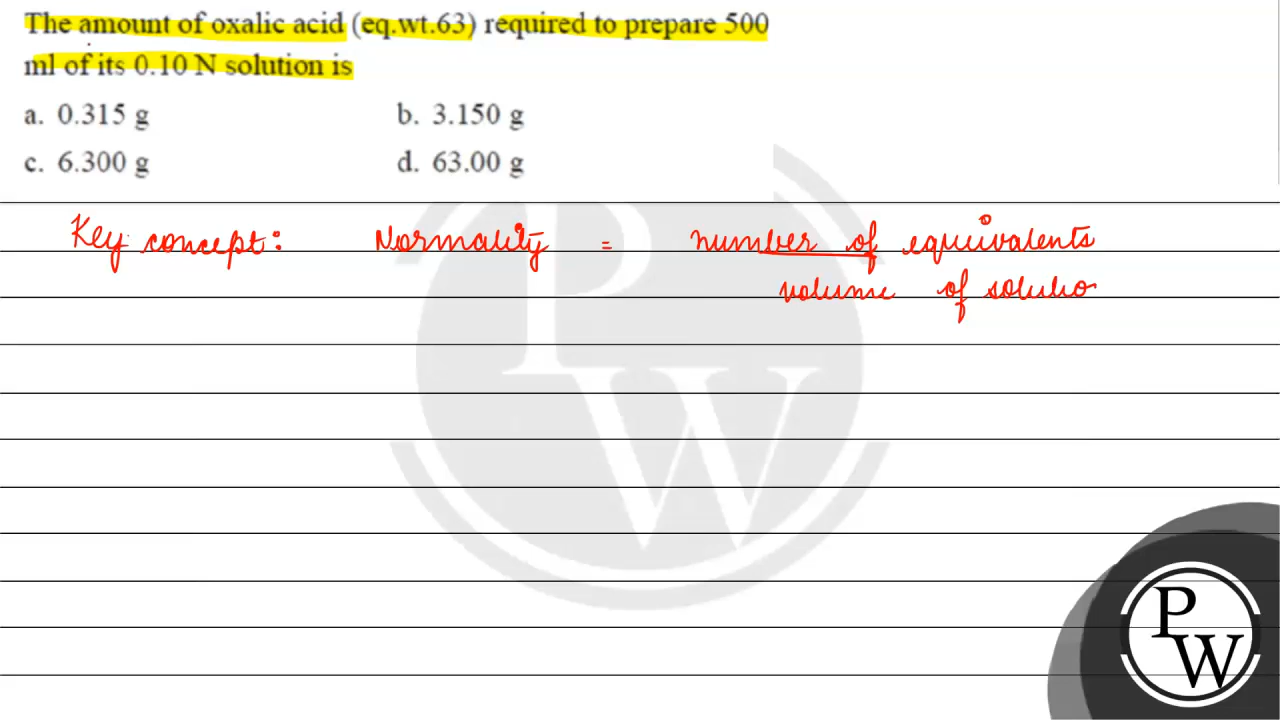 The amount of oxalic acid (eq.wt.63) required to prepare 500
ml of its 0.10 N solution is
a. 0.315 g b. 3.150 g
c. 6.300 g d. 63.00 g
Key concept: Normality = number of equivalents
volume of solutio
PW
PW